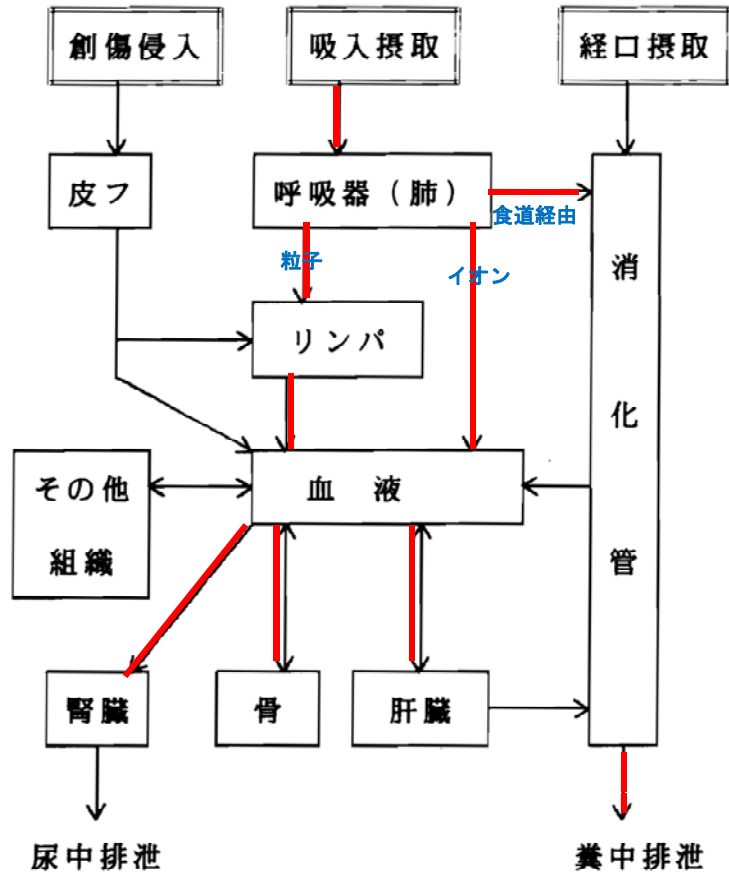 創傷侵入
吸入摂取
経口摂取
皮フ
呼吸器(肺)
食道経由
粒子
イオン
消化管
リンパ
その他
組織
血液
腎臓
骨
肝臓
尿中排泄
糞中排泄